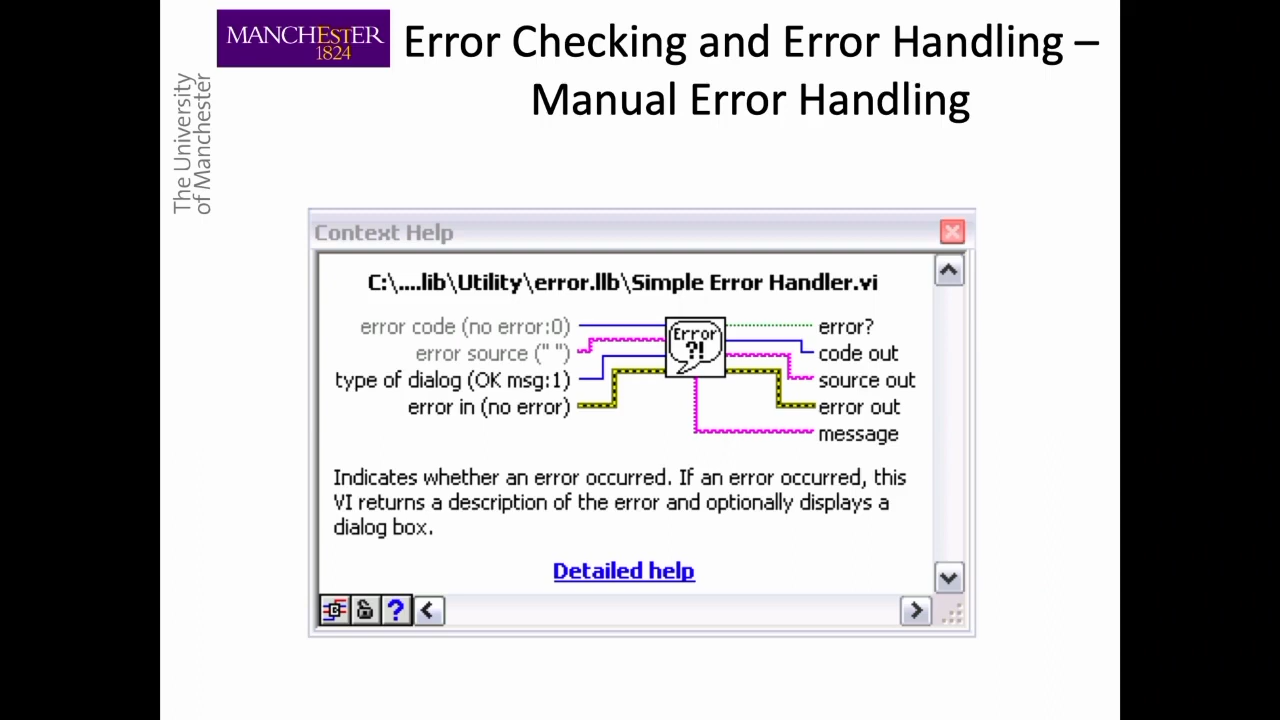 MANCHESTER
1824
The University
of Manchester
Error Checking and Error Handling –
Manual Error Handling
Context Help
C:\....lib\Utility\error.llb\Simple Error Handler.vi
error code (no error:0)
error source (" ")
type of dialog (OK msg:1)
error in (no error)
Error
?!
error?
code out
source out
error out
message
Indicates whether an error occurred. If an error occurred, this
VI returns a description of the error and optionally displays a
dialog box.
Detailed help
?